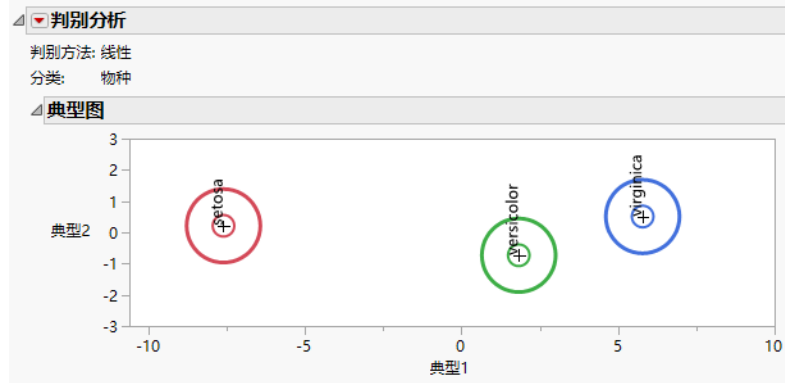 判别分析
判别方法: 线性
分类: 物种
典型图
3
2
1
0
-1
-2
-3
典型2
setosa
versicolor
virginica
-10
-5
0
5
10
典型1